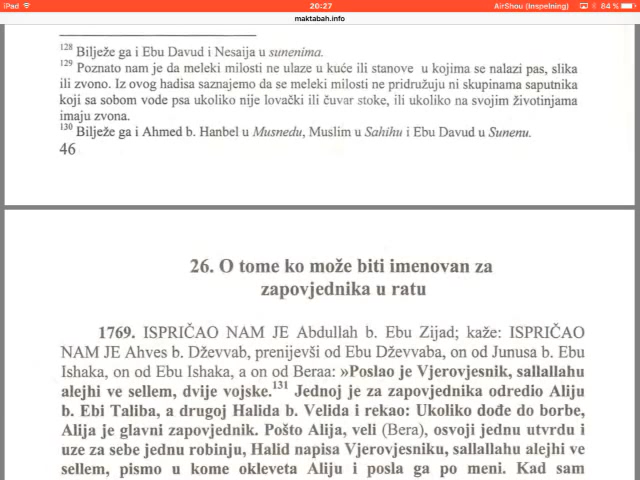 iPad
20:27
AirShou (Inspelning)
84 %
maktabah.info
128 Bilježe ga i Ebu Davud i Nesaija u sunenima.
129 Poznato nam je da meleki milosti ne ulaze u kuće ili stanove u kojima se nalazi pas, slika
ili zvono. Iz ovog hadisa saznajemo da se meleki milosti ne pridružuju ni skupinama saputnika
koji sa sobom vode psa ukoliko nije lovački ili čuvar stoke, ili ukoliko na svojim životinjama
imaju zvona.
130 Bilježe ga i Ahmed b. Hanbel u Musnedu, Muslim u Sahihu i Ebu Davud u Sunenu.
46
26. O tome ko može biti imenovan za
zapovjednika u ratu
1769. ISPRIČAO NAM JE Abdullah b. Ebu Zijad; kaže: ISPRIČAO
NAM JE Ahves b. Dževvab, prenijevši od Ebu Dževvaba, on od Junusa b. Ebu
Ishaka, on od Ebu Ishaka, a on od Beraa: »Poslao je Vjerovjesnik, sallallahu
alejhi ve sellem, dvije vojske.131 Jednoj je za zapovjednika odredio Aliju
b. Ebi Taliba, a drugoj Halida b. Velida i rekao: Ukoliko dođe do borbe,
Alija je glavni zapovjednik. Pošto Alija, veli (Bera), osvoji jednu utvrdu i
uze za sebe jednu robinju, Halid napisa Vjerovjesniku, sallallahu alejhi ve
sellem, pismo u kome okleveta Aliju i posla ga po meni. Kad sam